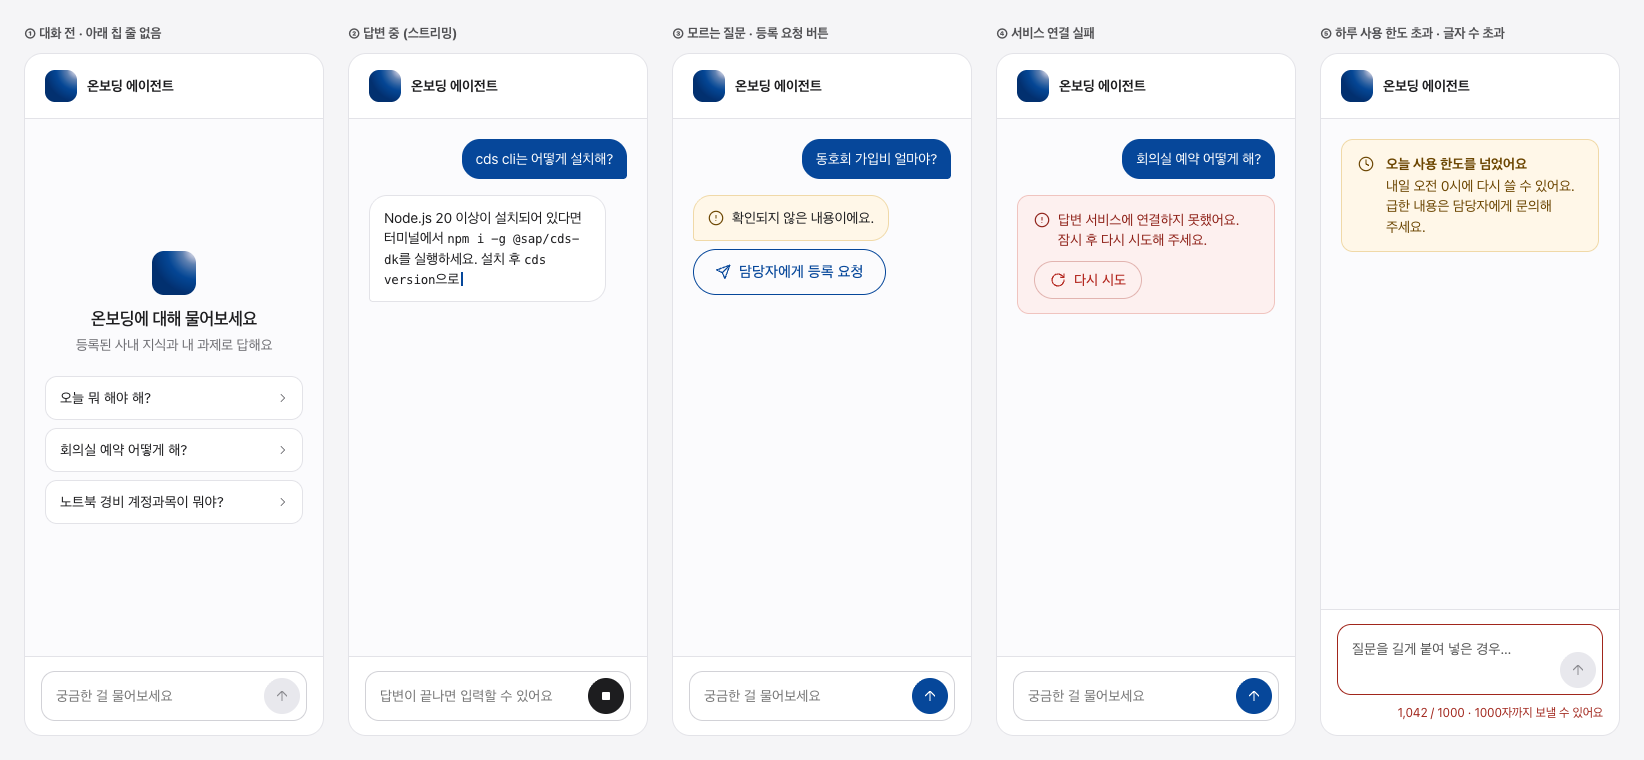 ① 대화 전 · 아래 칩 줄 없음
온보딩 에이전트
온보딩에 대해 물어보세요
등록된 사내 지식과 내 과제로 답해요
오늘 뭐 해야 해?
회의실 예약 어떻게 해?
노트북 경비 계정과목이 뭐야?
궁금한 걸 물어보세요
② 답변 중 (스트리밍)
온보딩 에이전트
cds cli는 어떻게 설치해?
Node.js 20 이상이 설치되어 있다면
터미널에서 npm i -g @sap/cds-
dk를 실행하세요. 설치 후 cds
version으로
답변이 끝나면 입력할 수 있어요
③ 모르는 질문 · 등록 요청 버튼
온보딩 에이전트
동호회 가입비 얼마야?
확인되지 않은 내용이에요.
담당자에게 등록 요청
궁금한 걸 물어보세요
④ 서비스 연결 실패
온보딩 에이전트
회의실 예약 어떻게 해?
답변 서비스에 연결하지 못했어요.
잠시 후 다시 시도해 주세요.
다시 시도
궁금한 걸 물어보세요
⑤ 하루 사용 한도 초과 · 글자 수 초과
온보딩 에이전트
오늘 사용 한도를 넘었어요
내일 오전 0시에 다시 쓸 수 있어요.
급한 내용은 담당자에게 문의해
주세요.
질문을 길게 붙여 넣은 경우…
1,042 / 1000 · 1000자까지 보낼 수 있어요